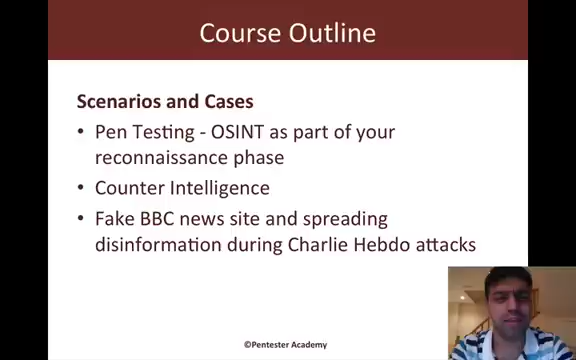 Course Outline
Scenarios and Cases
• Pen Testing - OSINT as part of your
reconnaissance phase
• Counter Intelligence
• Fake BBC news site and spreading
disinformation during Charlie Hebdo attacks
©Pentester Academy